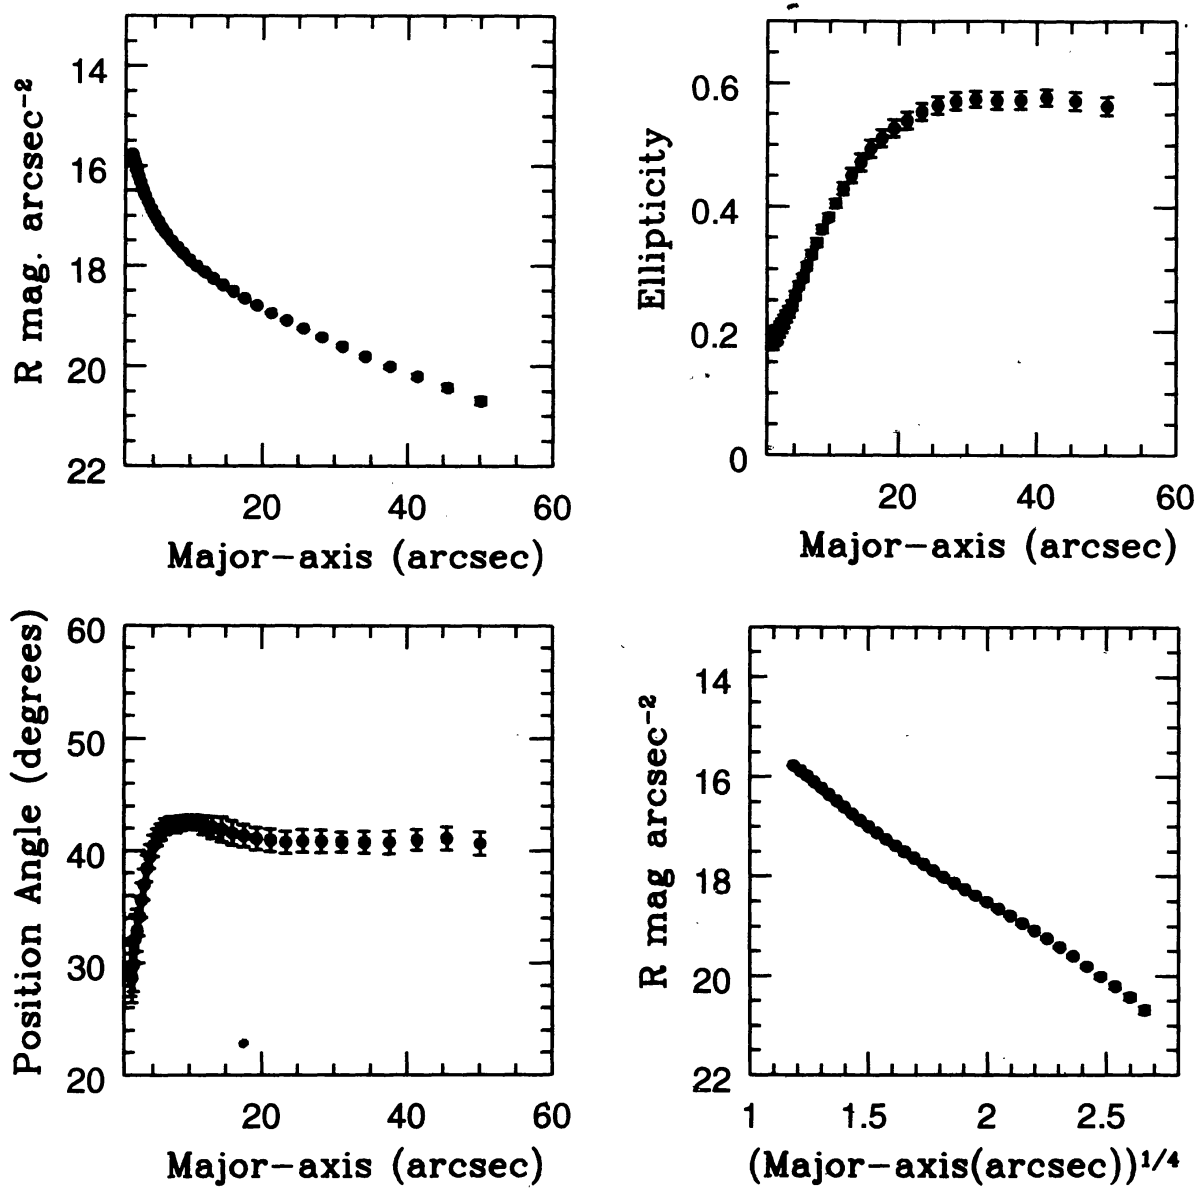 14
16
18
20
22
20 40 60
R mag. arcsec⁻²
Major-axis (arcsec)
0.6
0.4
0.2
0
20 40 60
Ellipticity
Major-axis (arcsec)
60
50
40
30
20
20 40 60
Position Angle (degrees)
Major-axis (arcsec)
14
16
18
20
22
1 1.5 2 2.5
R mag arcsec⁻²
(Major-axis(arcsec))¹/⁴